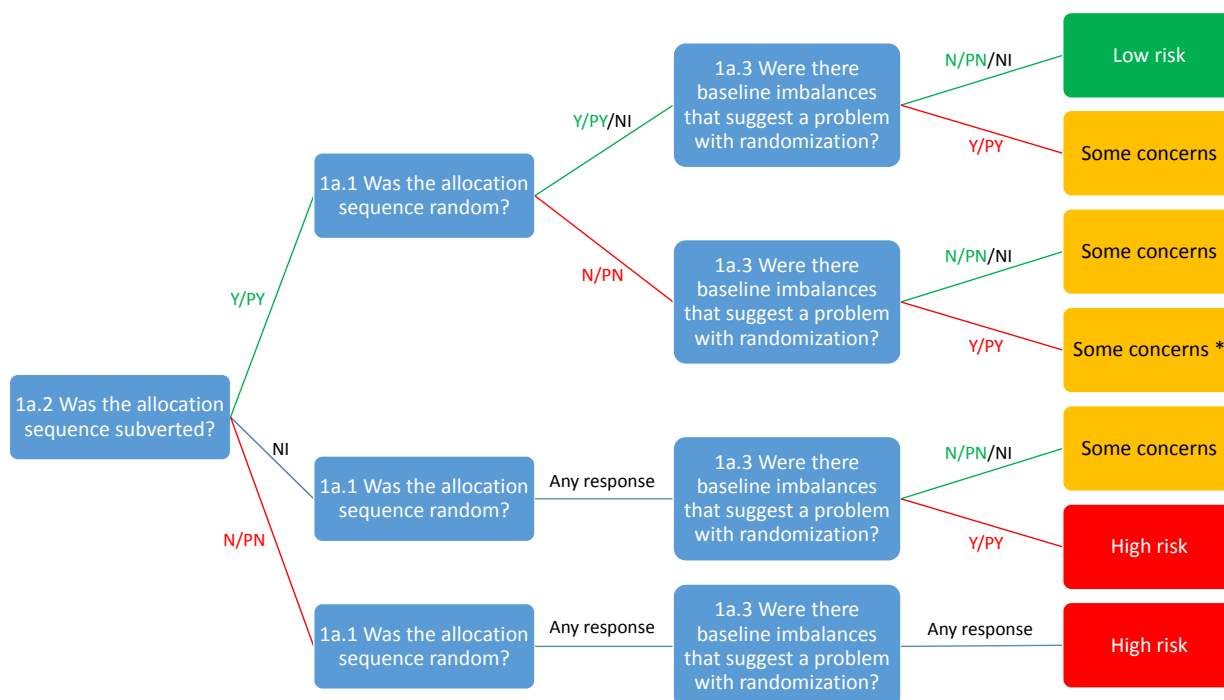 1a.3 Were there
baseline imbalances
that suggest a problem
with randomization?
N/PN/NI
Low risk
Y/PY/NI
Y/PY
Some concerns
1a.1 Was the allocation
sequence random?
N/PN
1a.3 Were there
baseline imbalances
that suggest a problem
with randomization?
N/PN/NI
Some concerns
Y/PY
Y/PY
Some concerns *
1a.2 Was the allocation
sequence subverted?
NI
N/PN
1a.1 Was the allocation
sequence random?
Any response
1a.3 Were there
baseline imbalances
that suggest a problem
with randomization?
N/PN/NI
Some concerns
Y/PY
High risk
1a.1 Was the allocation
sequence random?
Any response
1a.3 Were there
baseline imbalances
that suggest a problem
with randomization?
Any response
High risk